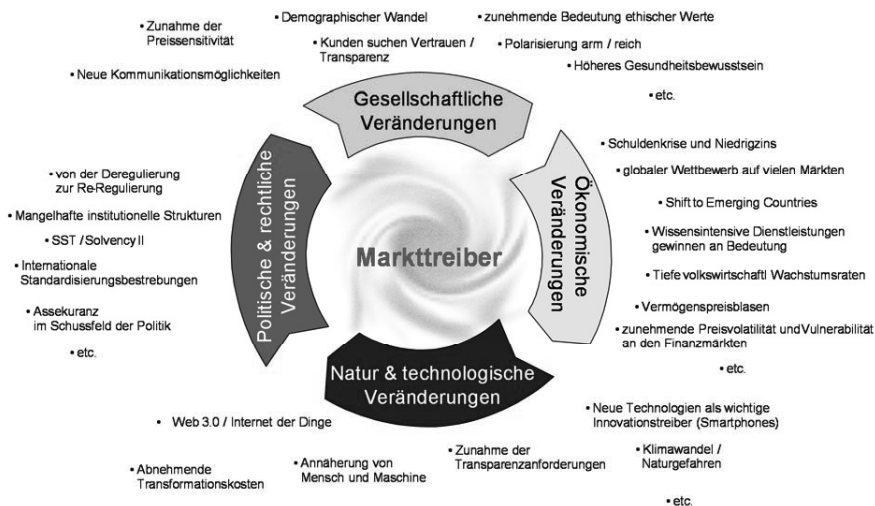 • Zunahme der
Preissensitivität
• Demographischer Wandel
• zunehmende Bedeutung ethischer Werte
• Kunden suchen Vertrauen /
Transparenz
• Polarisierung arm / reich
• Neue Kommunikationsmöglichkeiten
• Höheres Gesundheitsbewusstsein
• etc.
Gesellschaftliche
Veränderungen
• Schuldenkrise und Niedrigzins
• globaler Wettbewerb auf vielen Märkten
• Shift to Emerging Countries
• Wissensintensive Dienstleistungen
gewinnen an Bedeutung
• Tiefe volkswirtschaftl Wachstumsraten
• Vermögenspreisblasen
• zunehmende Preisvolatilität und Vulnerabilität
an den Finanzmärkten
• etc.
Ökonomische
Veränderungen
• von der Deregulierung
zur Re-Regulierung
• Mangelhafte institutionelle Strukturen
• SST / Solvency II
• Internationale
Standardisierungsbestrebungen
• Assekuranz
im Schussfeld der Politik
• etc.
Politische & rechtliche
Veränderungen
Markttreiber
Natur & technologische
Veränderungen
• Web 3.0 / Internet der Dinge
• Neue Technologien als wichtige
Innovationstreiber (Smartphones)
• Abnehmende
Transformationskosten
• Annäherung von
Mensch und Maschine
• Zunahme der
Transparenzanforderungen
• Klimawandel /
Naturgefahren
• etc.